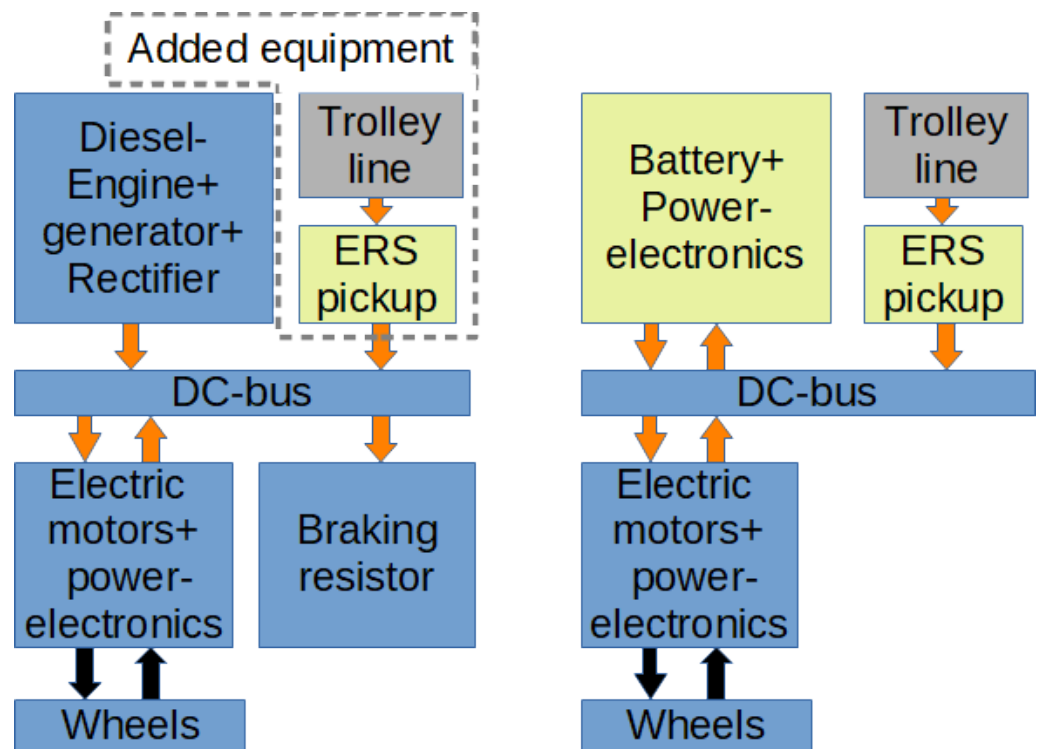 Added equipment
Diesel-
Engine+
generator+
Rectifier
Trolley
line
ERS
pickup
DC-bus
Electric
motors+
power-
electronics
Braking
resistor
Wheels
Battery+
Power-
electronics
Trolley
line
ERS
pickup
DC-bus
Electric
motors+
power-
electronics
Wheels